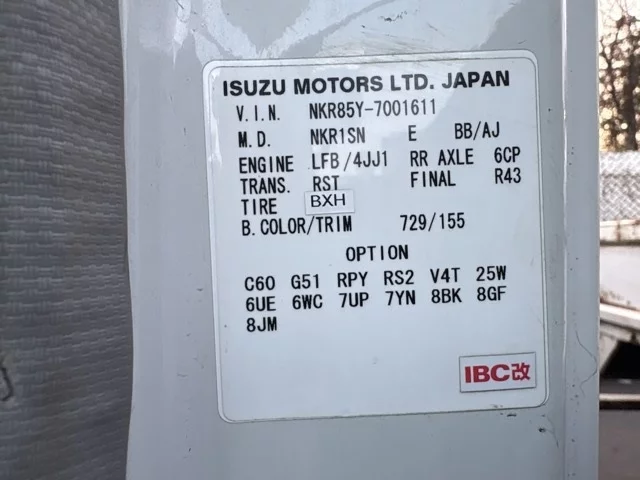 ISUZU MOTORS LTD. JAPAN
V.I.N. NKR85Y-7001611
M.D. NKR1SN E BB/AJ
ENGINE LFB/4JJ1 RR AXLE 6CP
TRANS. RST FINAL R43
TIRE BXH
B.COLOR/TRIM 729/155
OPTION
C60 G51 RPY RS2 V4T 25W
6UE 6WC 7UP 7YN 8BK 8GF
8JM
IBC改